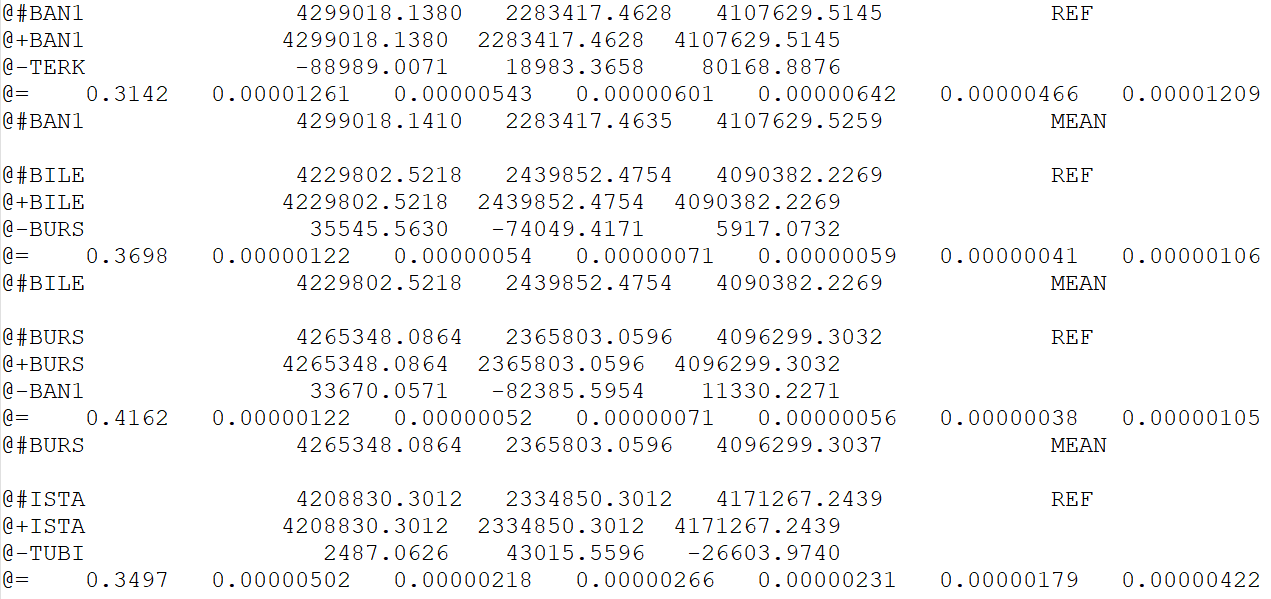 @#BAN1               4299018.1380   2283417.4628   4107629.5145            REF
@+BAN1              4299018.1380  2283417.4628  4107629.5145
@-TERK               -88989.0071    18983.3658    80168.8876
@=    0.3142   0.00001261   0.00000543   0.00000601   0.00000642   0.00000466   0.00001209
@#BAN1               4299018.1410   2283417.4635   4107629.5259            MEAN

@#BILE               4229802.5218   2439852.4754   4090382.2269            REF
@+BILE              4229802.5218  2439852.4754  4090382.2269
@-BURS                35545.5630   -74049.4171     5917.0732
@=    0.3698   0.00000122   0.00000054   0.00000071   0.00000059   0.00000041   0.00000106
@#BILE               4229802.5218   2439852.4754   4090382.2269            MEAN

@#BURS               4265348.0864   2365803.0596   4096299.3032            REF
@+BURS              4265348.0864  2365803.0596  4096299.3032
@-BAN1                33670.0571   -82385.5954    11330.2271
@=    0.4162   0.00000122   0.00000052   0.00000071   0.00000056   0.00000038   0.00000105
@#BURS               4265348.0864   2365803.0596   4096299.3037            MEAN

@#ISTA               4208830.3012   2334850.3012   4171267.2439            REF
@+ISTA              4208830.3012  2334850.3012  4171267.2439
@-TUBI                 2487.0626    43015.5596   -26603.9740
@=    0.3497   0.00000502   0.00000218   0.00000266   0.00000231   0.00000179   0.00000422